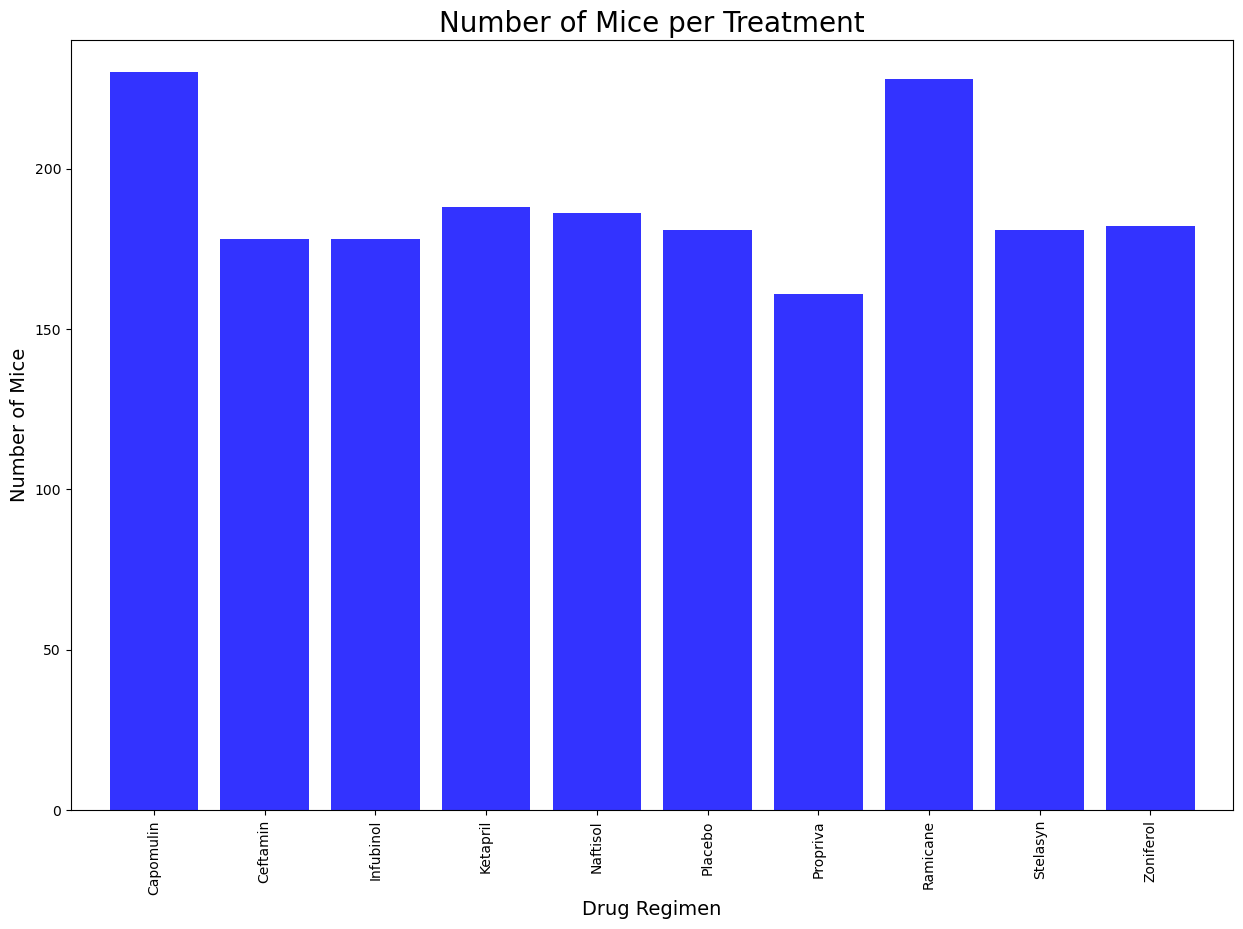 Number of Mice per Treatment
Number of Mice
200
150
100
50
0
Capomulin
Ceftamin
Infubinol
Ketapril
Naftisol
Placebo
Propriva
Ramicane
Stelasyn
Zoniferol
Drug Regimen